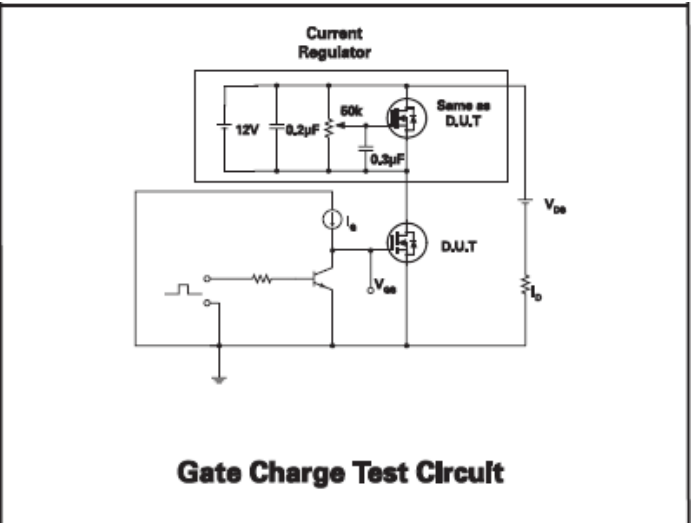 Current
Regulator
12V
0.2µF
50k
Same as
D.U.T
0.3µF
V_DS
I_G
D.U.T
V_GS
I_D
Gate Charge Test Circuit